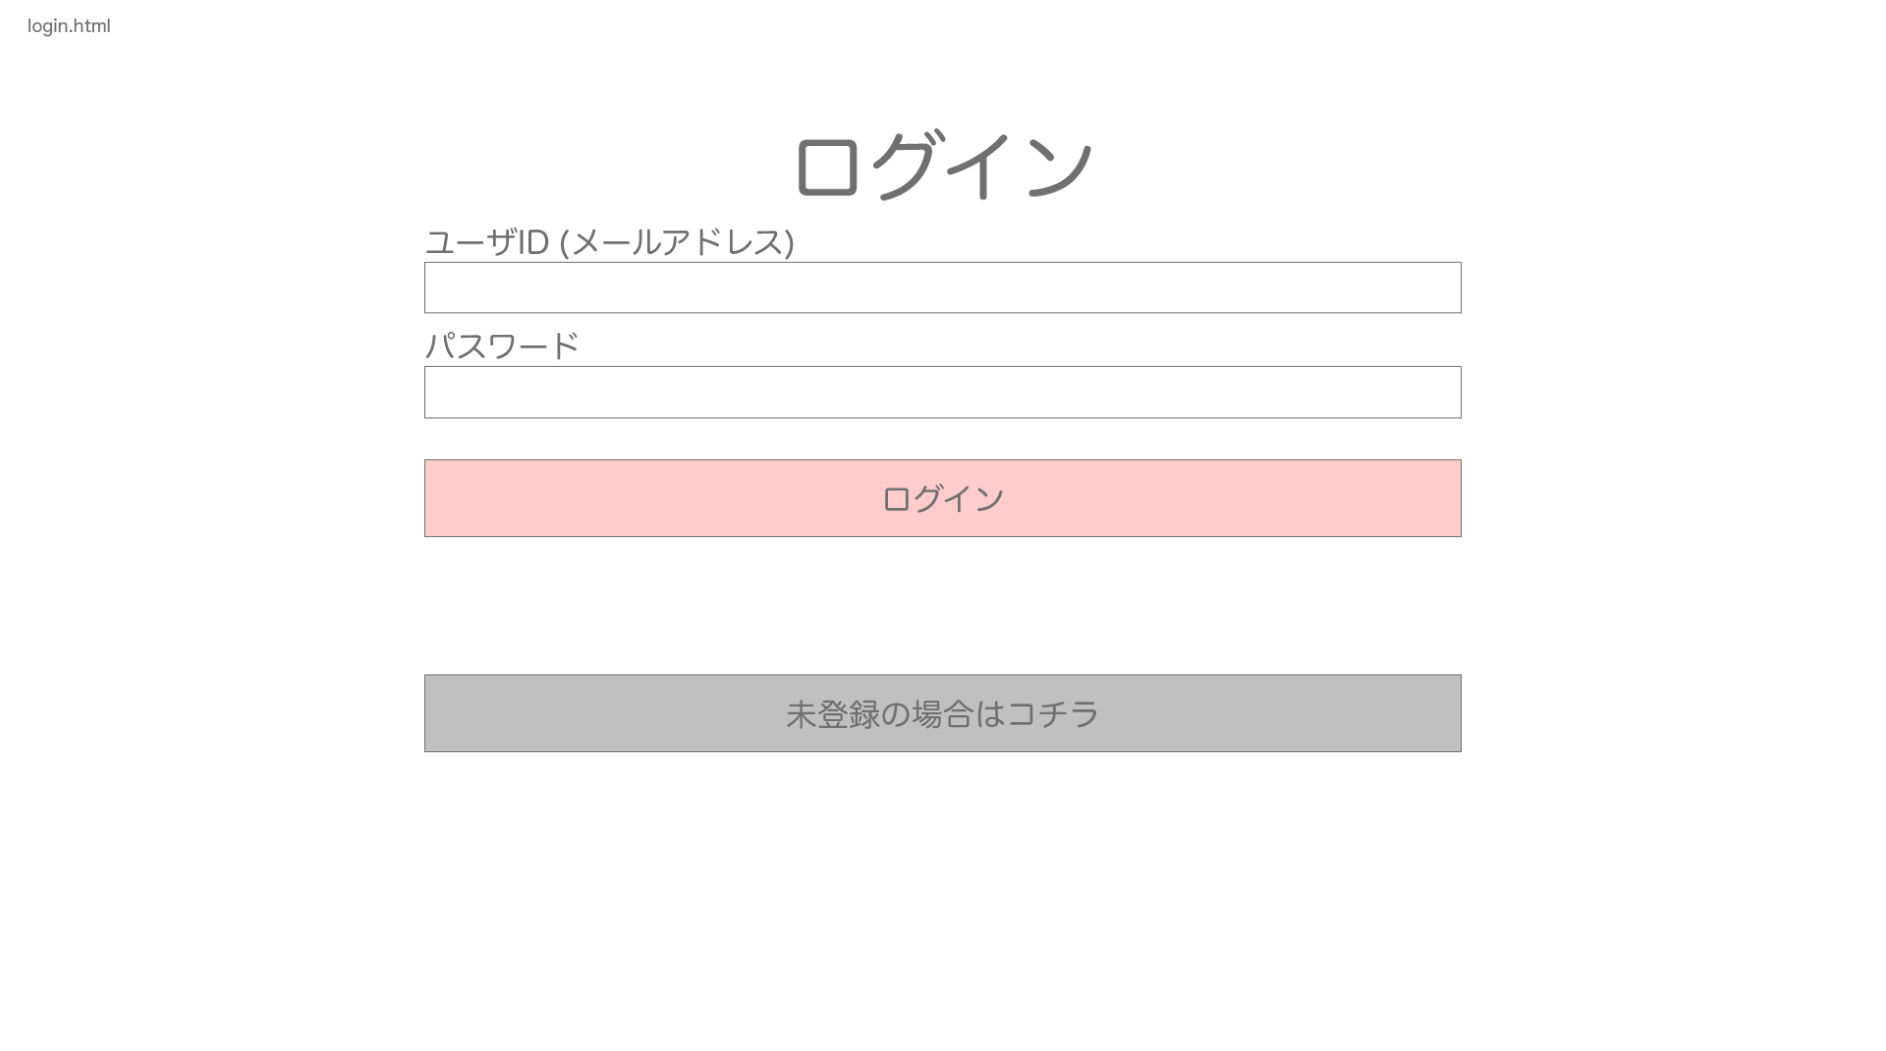 login.html
ログイン
ユーザID (メールアドレス)
パスワード
ログイン
未登録の場合はコチラ